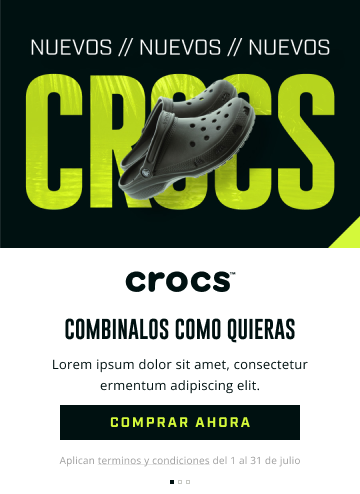 NUEVOS // NUEVOS // NUEVOS
CROCS
crocs™
COMBINALOS COMO QUIERAS
Lorem ipsum dolor sit amet, consectetur
ermentum adipiscing elit.
COMPRAR AHORA
Aplican terminos y condiciones del 1 al 31 de julio